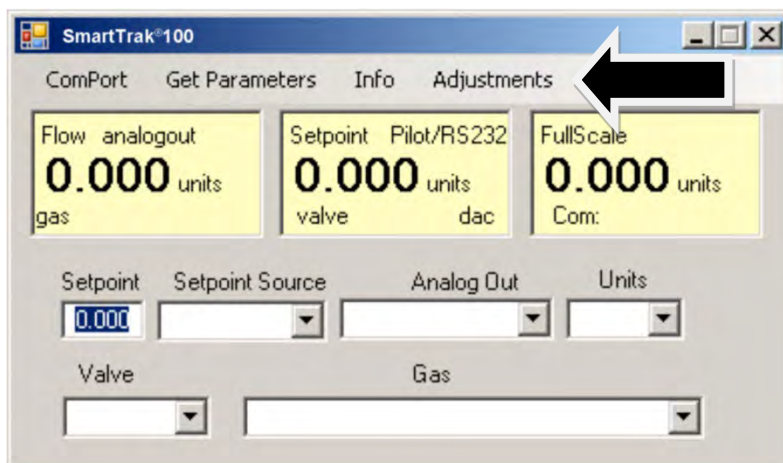 SmartTrak®100
ComPort Get Parameters Info Adjustments
Flow analogout
0.000 units
gas
Setpoint Pilot/RS232
0.000 units
valve dac
FullScale
0.000 units
Com:
Setpoint Setpoint Source Analog Out Units
0.000
Valve Gas